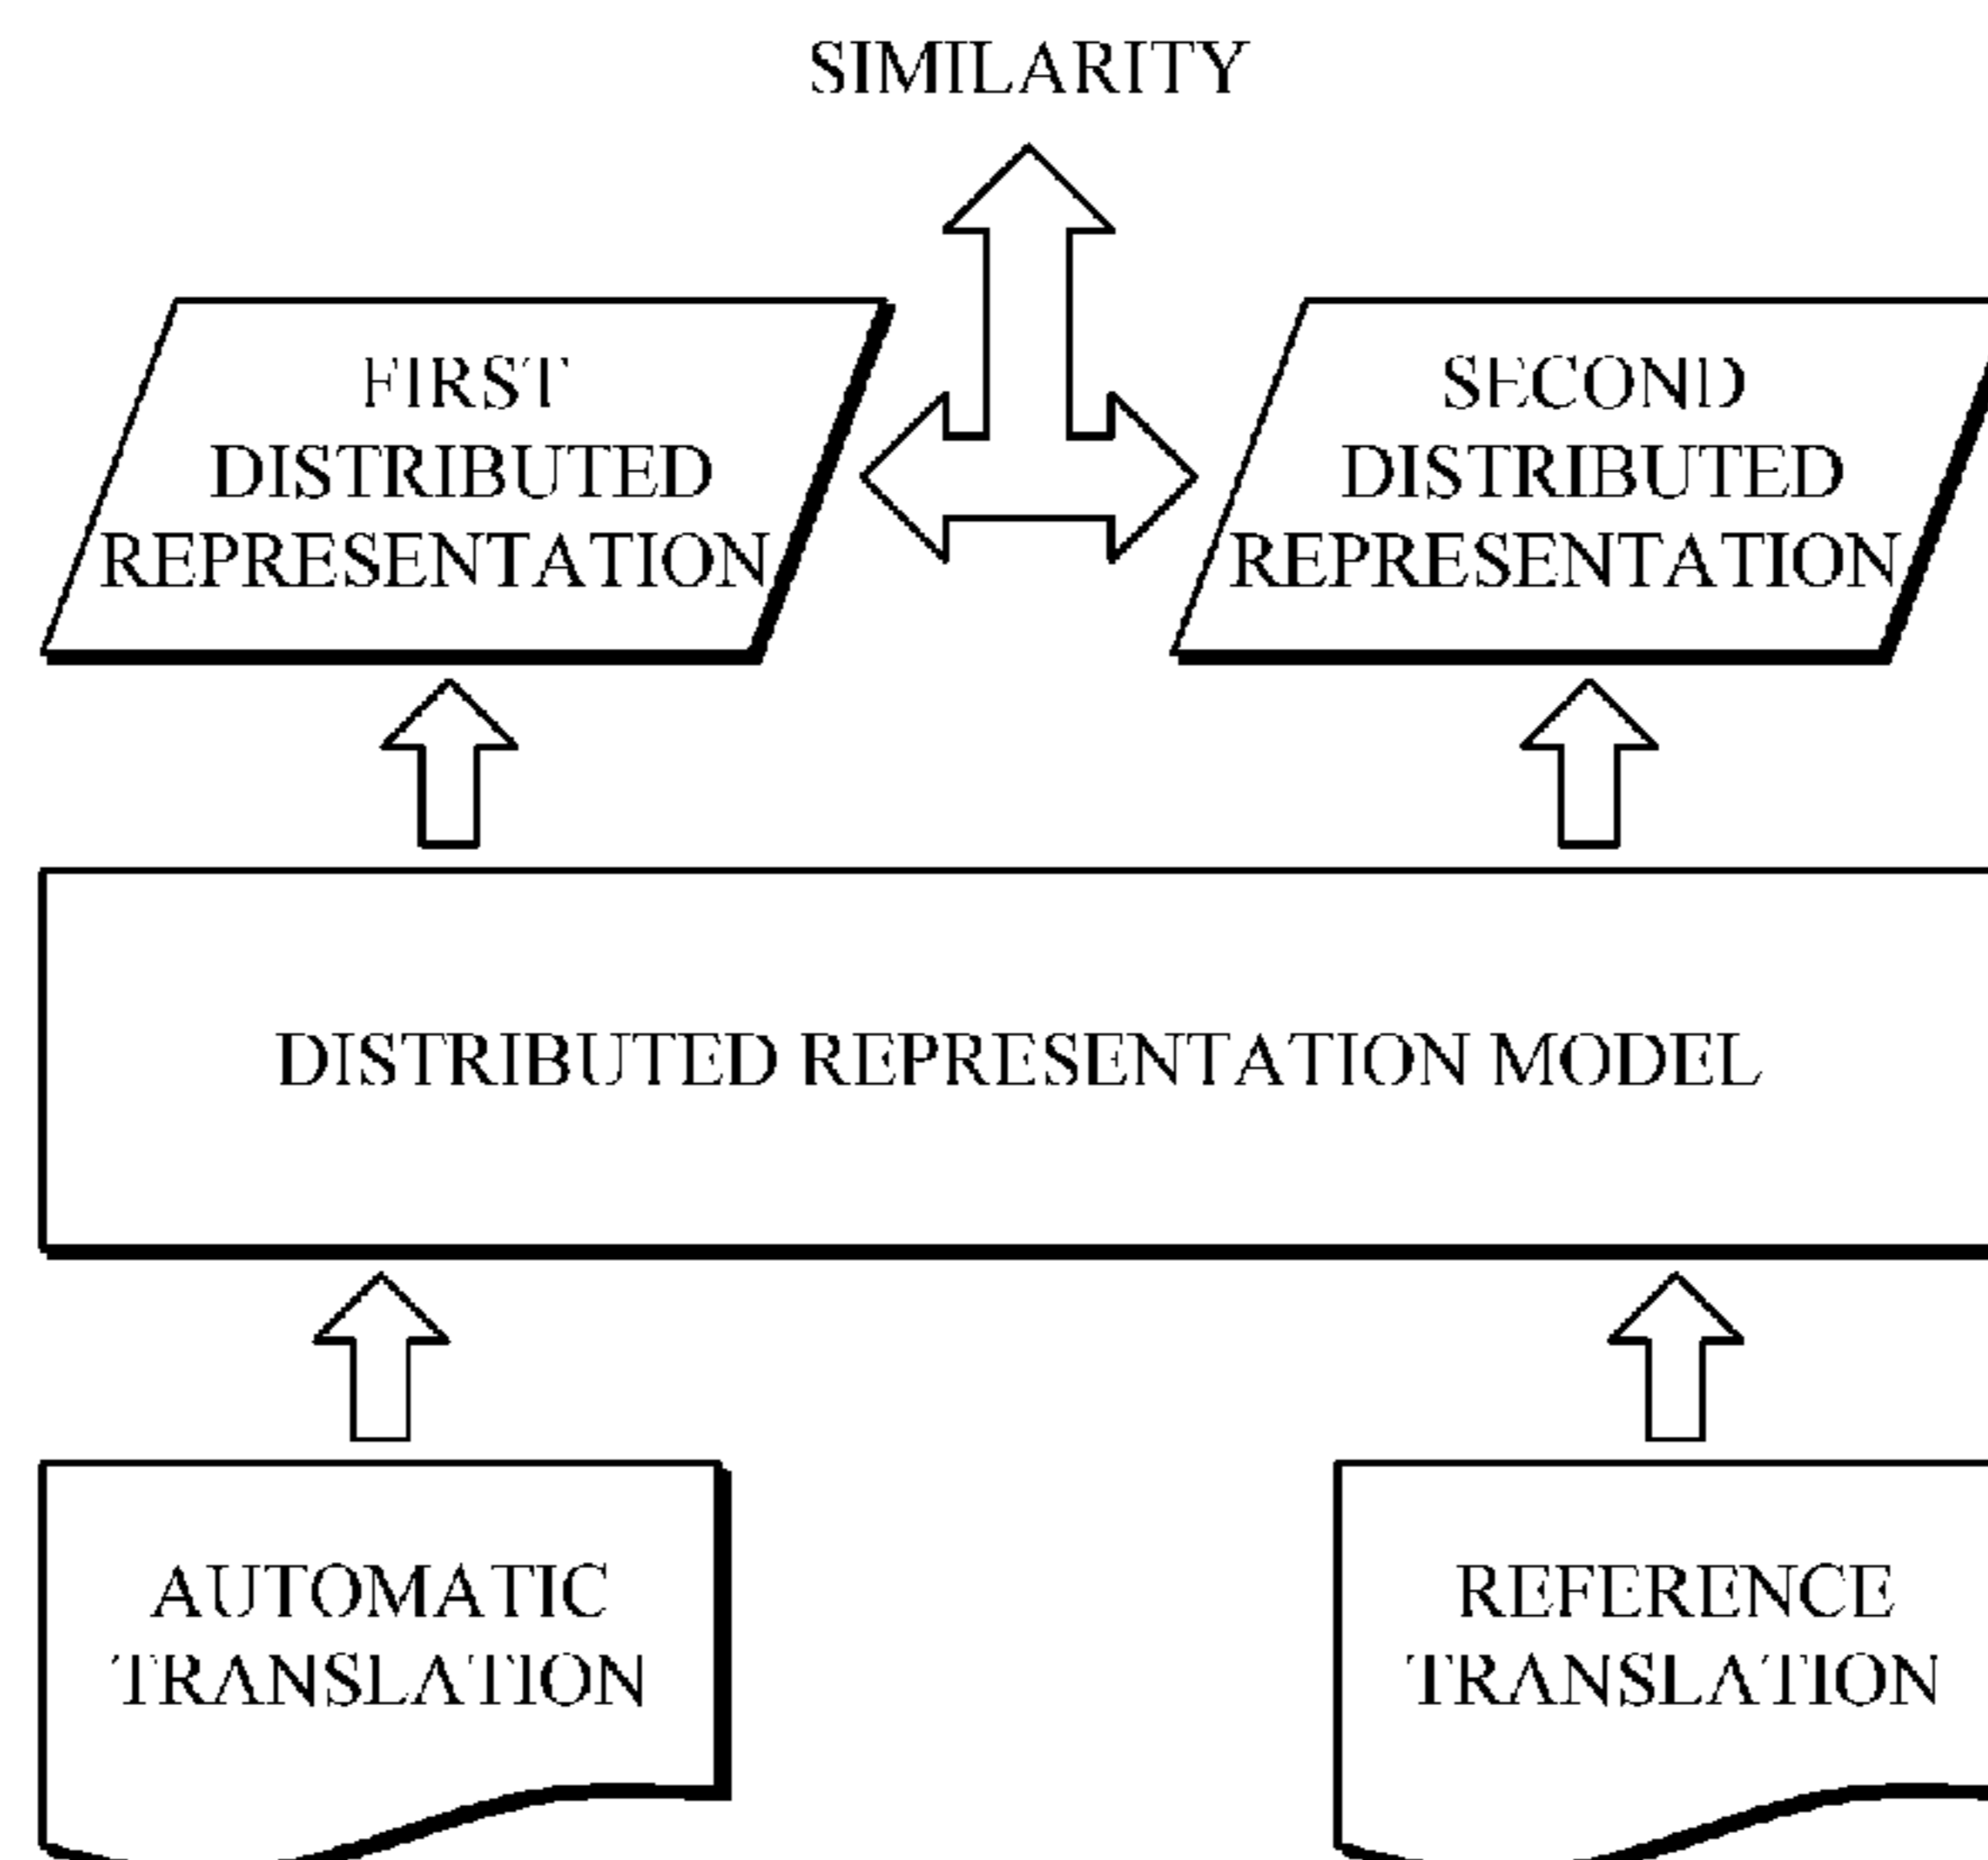 SIMILARITY
FIRST
DISTRIBUTED
REPRESENTATION
SECOND
DISTRIBUTED
REPRESENTATION
DISTRIBUTED REPRESENTATION MODEL
AUTOMATIC
TRANSLATION
REFERENCE
TRANSLATION